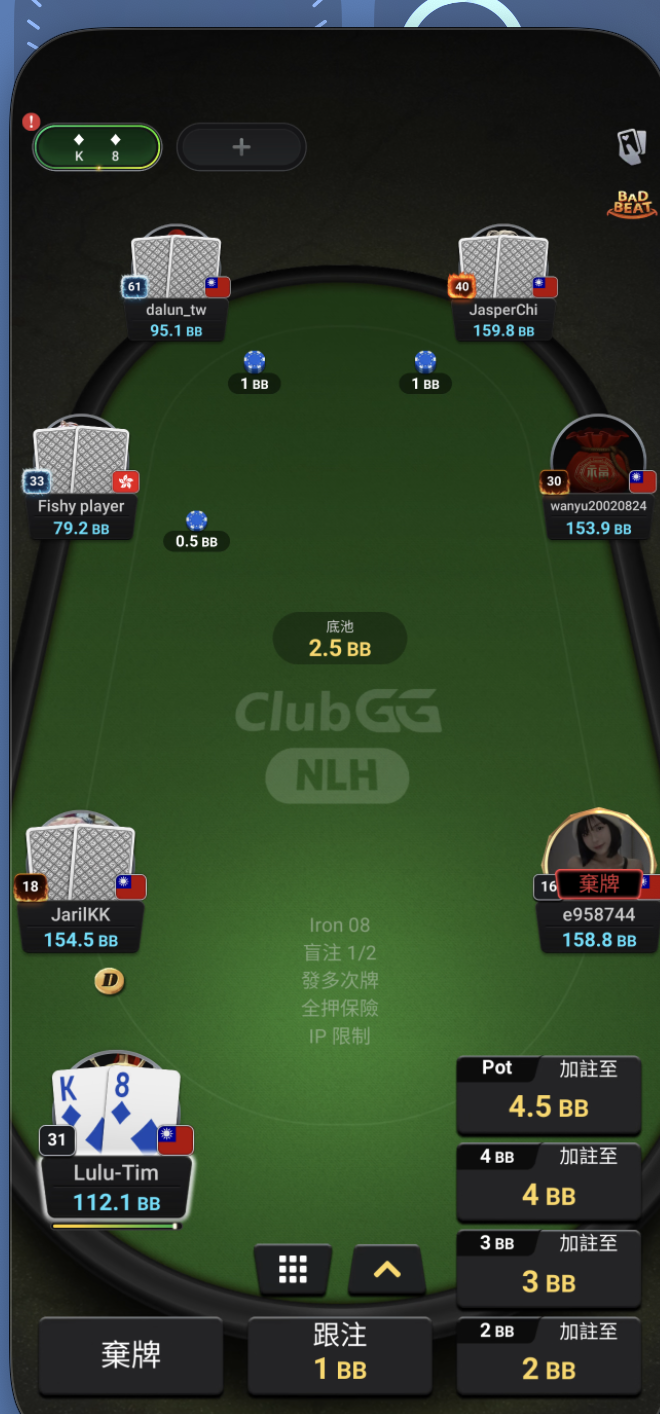 !
K 8
+
BAD
BEAT
61
dalun_tw
95.1 BB
40
JasperChi
159.8 BB
1 BB
1 BB
33
Fishy player
79.2 BB
永福
30
wanyu20020824
153.9 BB
0.5 BB
底池
2.5 BB
ClubGG
NLH
18
JarilKK
154.5 BB
16
棄牌
e958744
158.8 BB
D
Iron 08
盲注 1/2
發多次牌
全押保險
IP 限制
K 8
31
Lulu-Tim
112.1 BB
Pot 加註至
4.5 BB
4 BB 加註至
4 BB
3 BB 加註至
3 BB
2 BB 加註至
2 BB
棄牌
跟注
1 BB